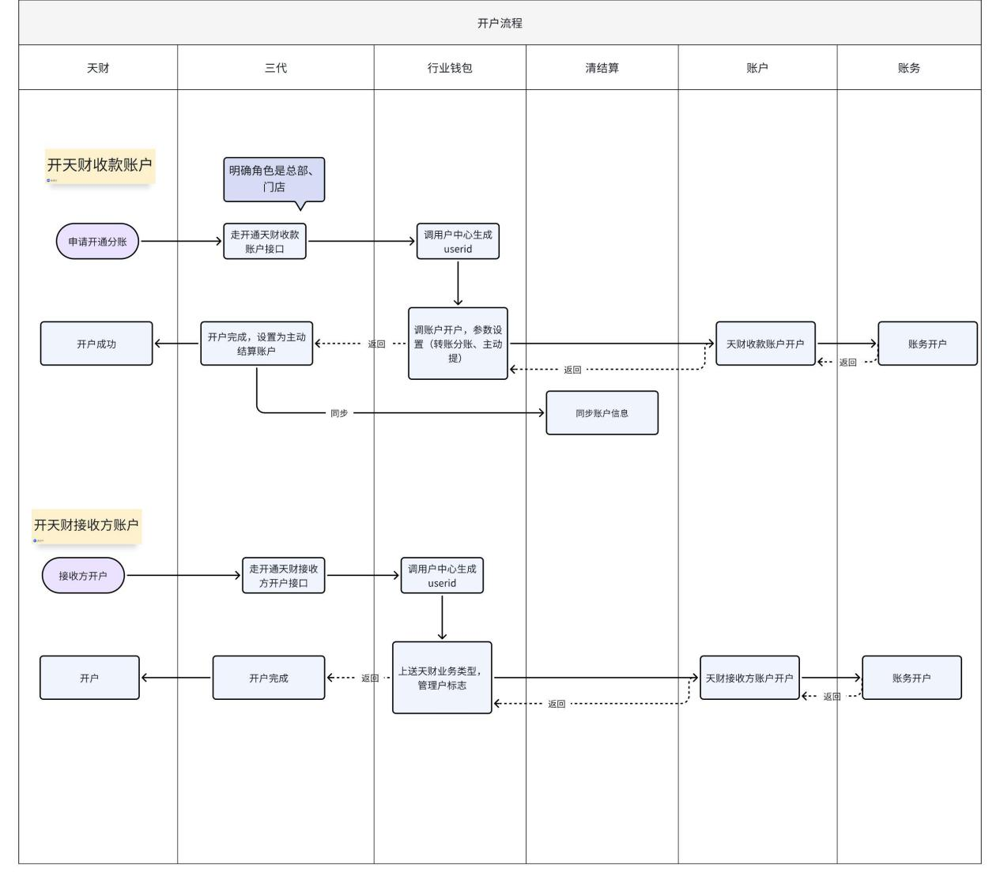 开户流程
天财
三代
行业钱包
清结算
账户
账务
开天财收款账户
明确角色是总部、
门店
申请开通分账
走开通天财收款
账户接口
调用户中心生成
userid
开户成功
开户完成，设置为主动
结算账户
返回
调账户开户，参数设
置（转账分账、主动
提）
返回
天财收款账户开户
返回
账务开户
同步
同步账户信息
开天财接收方账户
接收方开户
走开通天财接收
方开户接口
调用户中心生成
userid
开户
开户完成
返回
上送天财业务类型，
管理户标志
返回
天财接收方账户开户
返回
账务开户